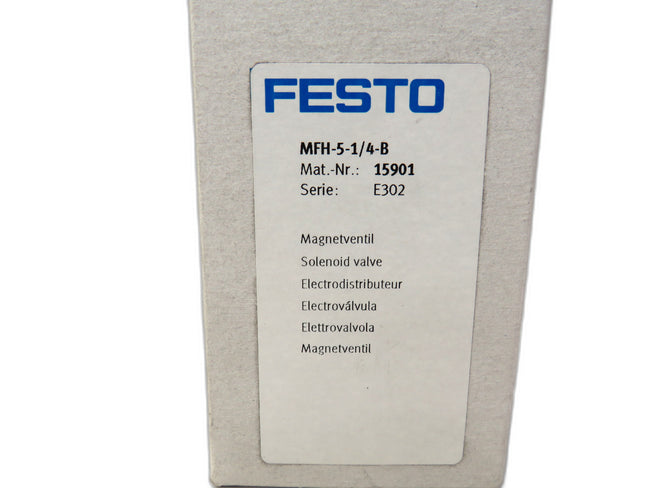 FESTO
MFH-5-1/4-B
Mat.-Nr.: 15901
Serie: E302
Magnetventil
Solenoid valve
Electrodistributeur
Electroválvula
Elettrovalvola
Magnetventil